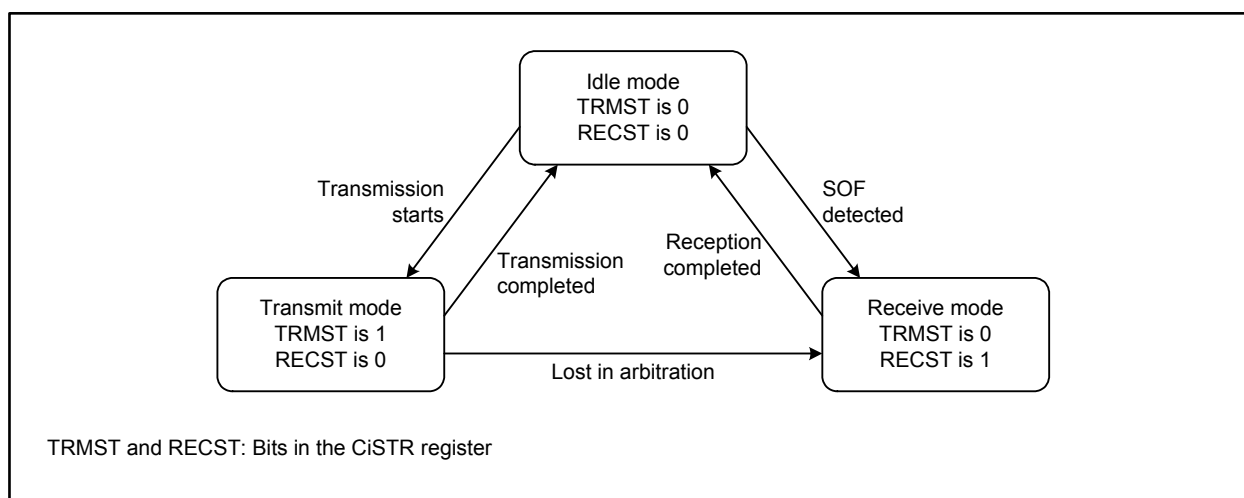 Idle mode
TRMST is 0
RECST is 0
Transmission
starts
SOF
detected
Transmission
completed
Reception
completed
Transmit mode
TRMST is 1
RECST is 0
Receive mode
TRMST is 0
RECST is 1
Lost in arbitration
TRMST and RECST: Bits in the CiSTR register